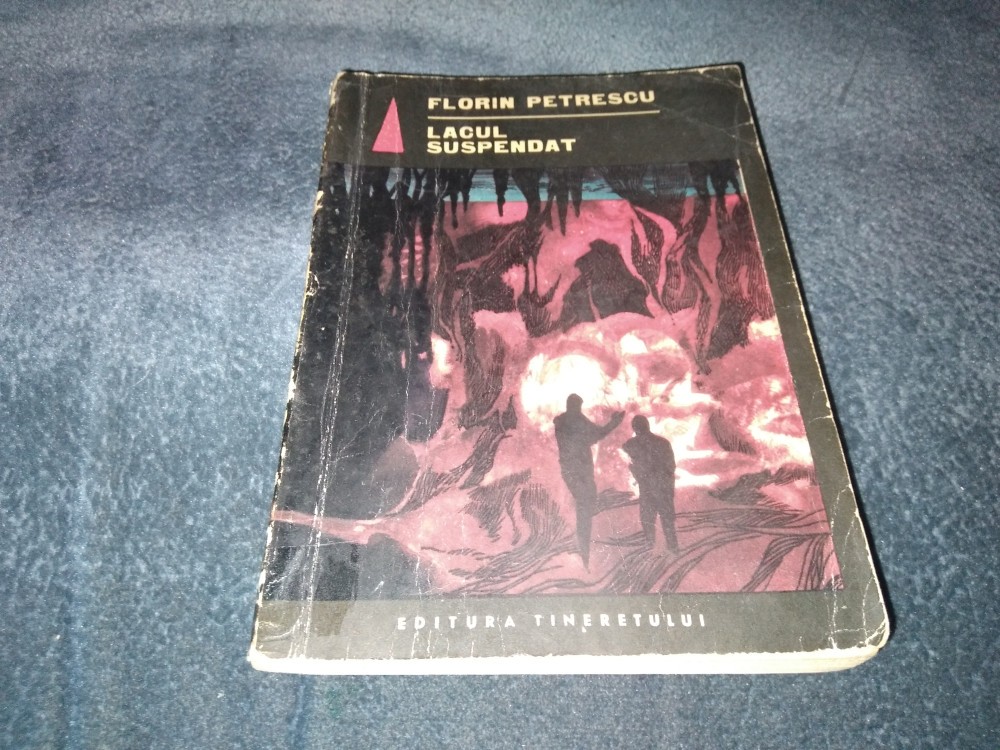 FLORIN PETRESCU
LACUL
SUSPENDAT
EDITURA TINERETULUI